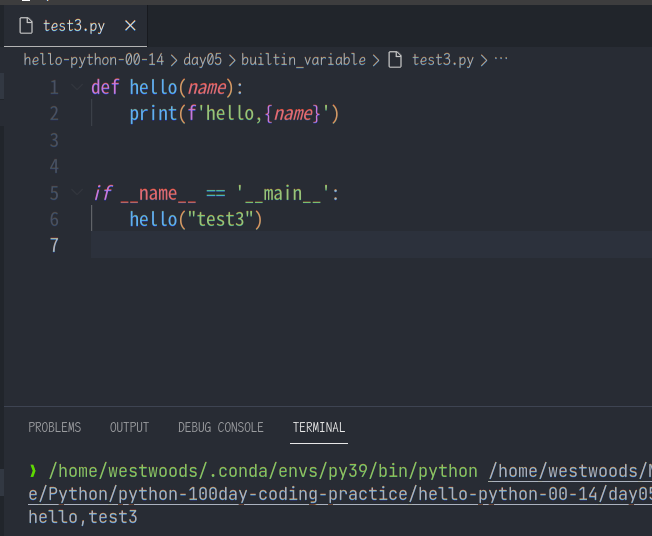 test3.py ×
hello-python-00-14 > day05 > builtin_variable > test3.py > ...
1 def hello(name):
2 print(f'hello,{name}')
3
4
5 if __name__ == '__main__':
6 hello("test3")
7
PROBLEMS OUTPUT DEBUG CONSOLE TERMINAL
❯ /home/westwoods/.conda/envs/py39/bin/python /home/westwoods/
e/Python/python-100day-coding-practice/hello-python-00-14/day05
hello,test3